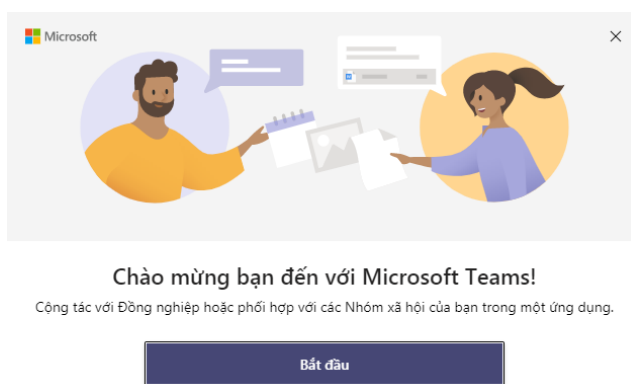 Microsoft
Chào mừng bạn đến với Microsoft Teams!
Cộng tác với Đồng nghiệp hoặc phối hợp với các Nhóm xã hội của bạn trong một ứng dụng.
Bắt đầu